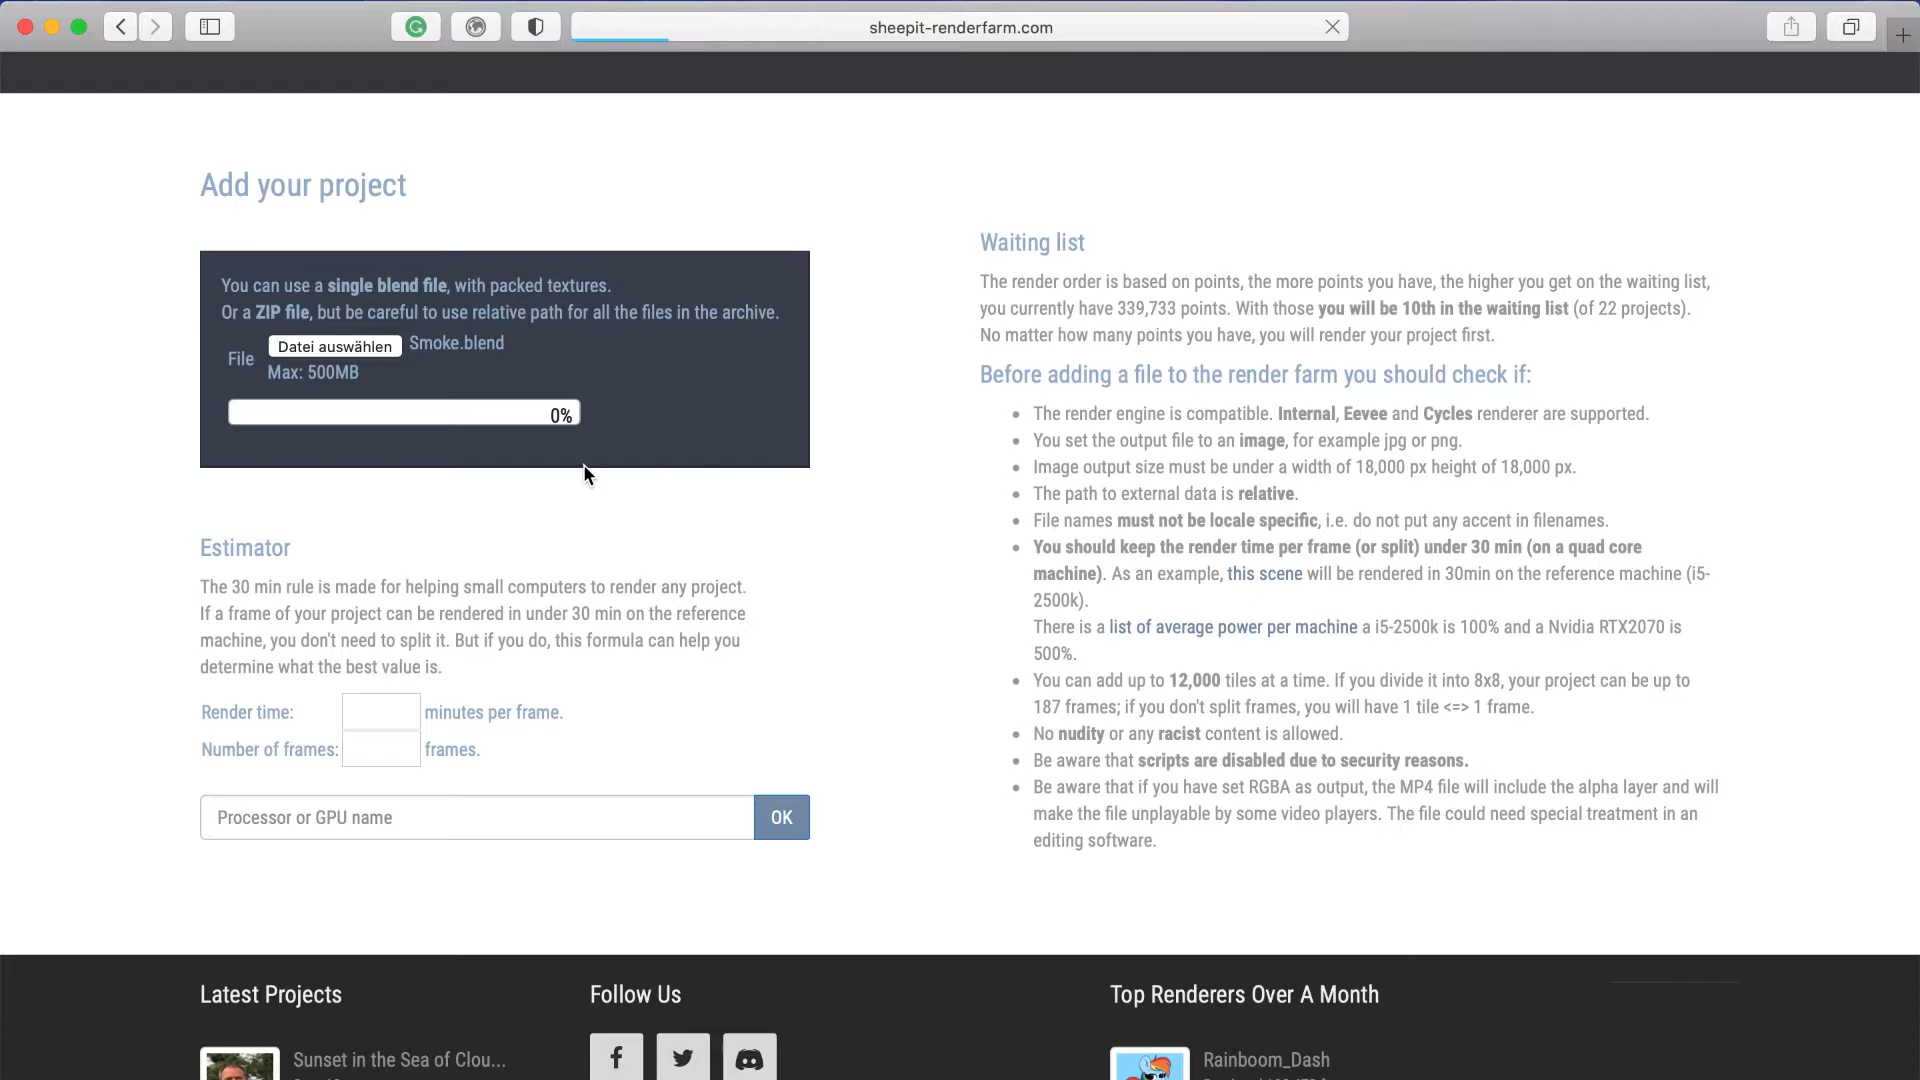 sheepit-renderfarm.com
Add your project
You can use a single blend file, with packed textures.
Or a ZIP file, but be careful to use relative path for all the files in the archive.
File
Datei auswählen
Smoke.blend
Max: 500MB
0%
Estimator
The 30 min rule is made for helping small computers to render any project.
If a frame of your project can be rendered in under 30 min on the reference
machine, you don't need to split it. But if you do, this formula can help you
determine what the best value is.
Render time:
minutes per frame.
Number of frames:
frames.
Processor or GPU name
OK
Waiting list
The render order is based on points, the more points you have, the higher you get on the waiting list,
you currently have 339,733 points. With those you will be 10th in the waiting list (of 22 projects).
No matter how many points you have, you will render your project first.
Before adding a file to the render farm you should check if:
The render engine is compatible. Internal, Eevee and Cycles renderer are supported.
You set the output file to an image, for example jpg or png.
Image output size must be under a width of 18,000 px height of 18,000 px.
The path to external data is relative.
File names must not be locale specific, i.e. do not put any accent in filenames.
You should keep the render time per frame (or split) under 30 min (on a quad core
machine). As an example, this scene will be rendered in 30min on the reference machine (i5-
2500k).
There is a list of average power per machine a i5-2500k is 100% and a Nvidia RTX2070 is
500%.
You can add up to 12,000 tiles at a time. If you divide it into 8x8, your project can be up to
187 frames; if you don't split frames, you will have 1 tile <=> 1 frame.
No nudity or any racist content is allowed.
Be aware that scripts are disabled due to security reasons.
Be aware that if you have set RGBA as output, the MP4 file will include the alpha layer and will
make the file unplayable by some video players. The file could need special treatment in an
editing software.
Latest Projects
Sunset in the Sea of Clou...
Follow Us
Top Renderers Over A Month
Rainboom_Dash